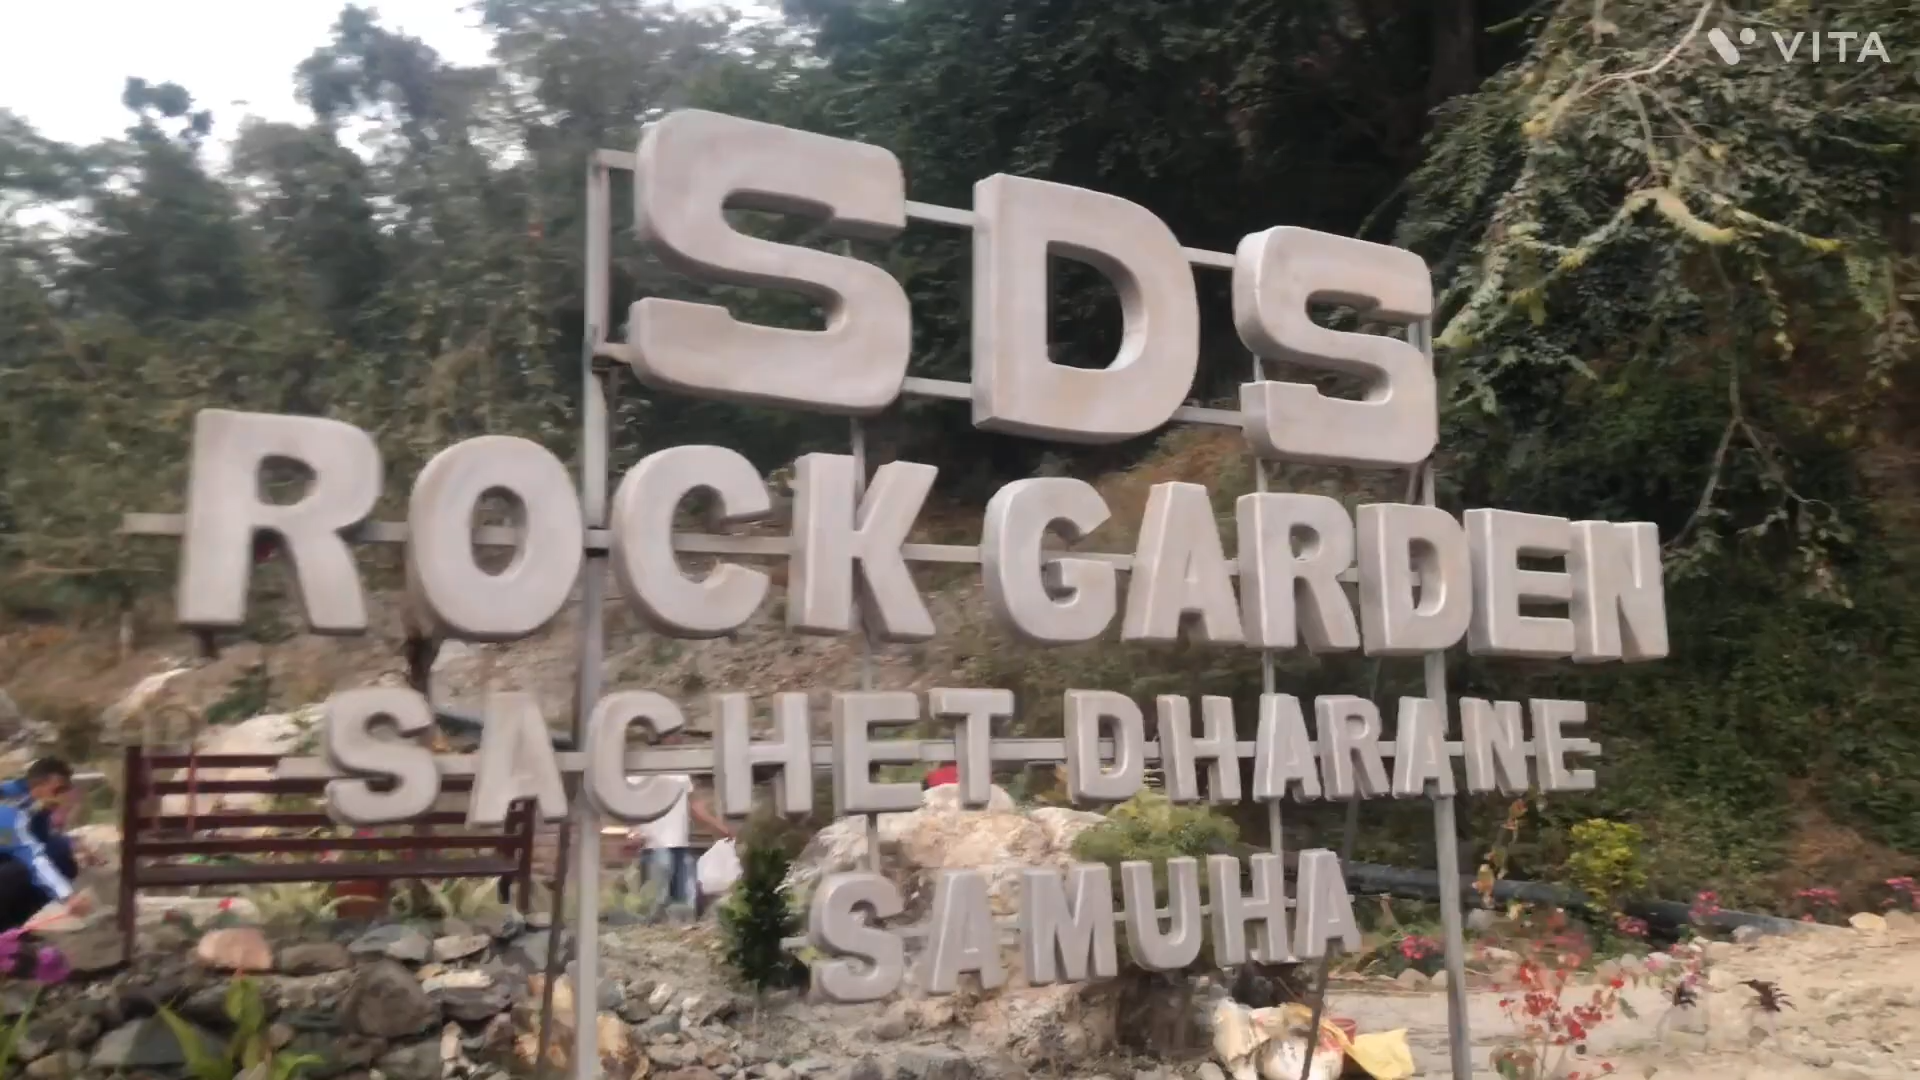 VITA
SDS
ROCK GARDEN
SACHET DHARANE
SAMUHA